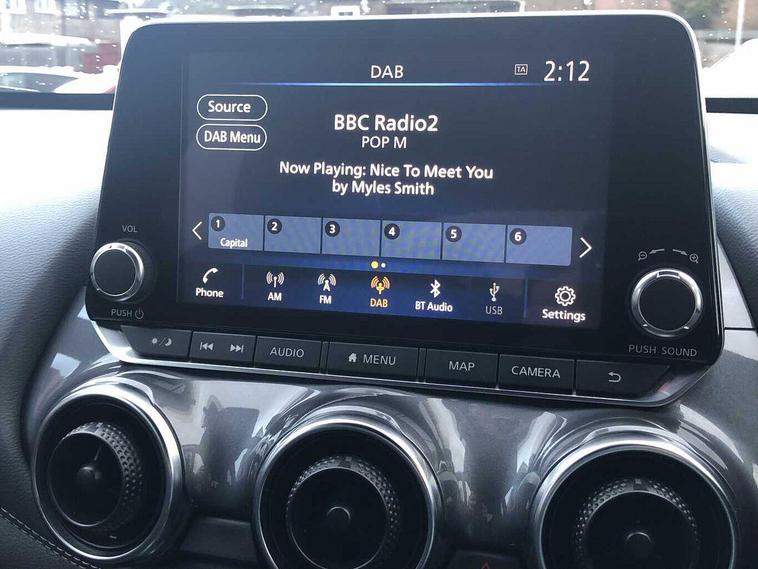 DAB
TA
2:12
Source
DAB Menu
BBC Radio2
POP M
Now Playing: Nice To Meet You
by Myles Smith
1 Capital
2
3
4
5
6
Phone
AM
FM
DAB
BT Audio
USB
Settings
VOL
PUSH
PUSH SOUND
AUDIO
MENU
MAP
CAMERA